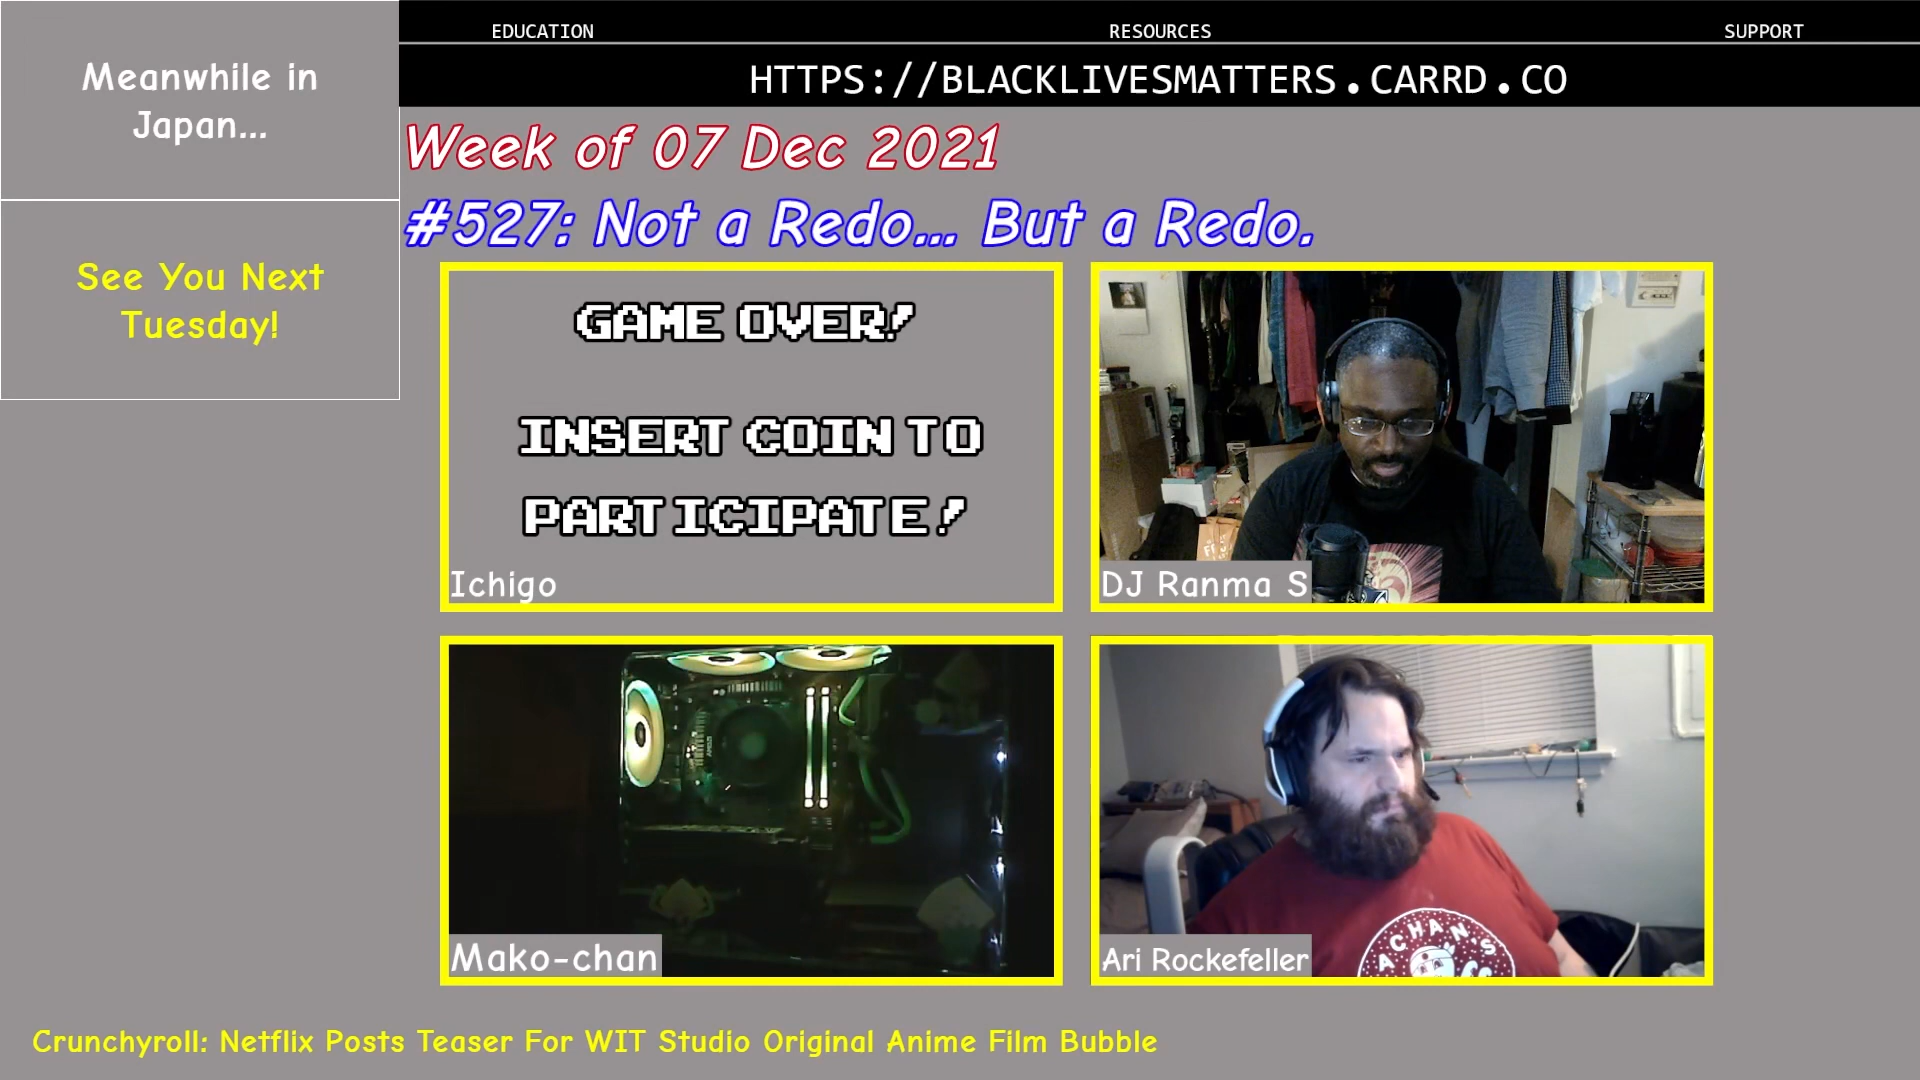 Meanwhile in
Japan...
See You Next
Tuesday!
EDUCATION
RESOURCES
SUPPORT
HTTPS://BLACKLIVESMATTERS.CARRD.CO
Week of 07 Dec 2021
#527: Not a Redo... But a Redo.
GAME OVER!
INSERT COIN TO
PARTICIPATE!
Ichigo
DJ Ranma S
Mako-chan
A CHAN'S
Ari Rockefeller
Crunchyroll: Netflix Posts Teaser For WIT Studio Original Anime Film Bubble